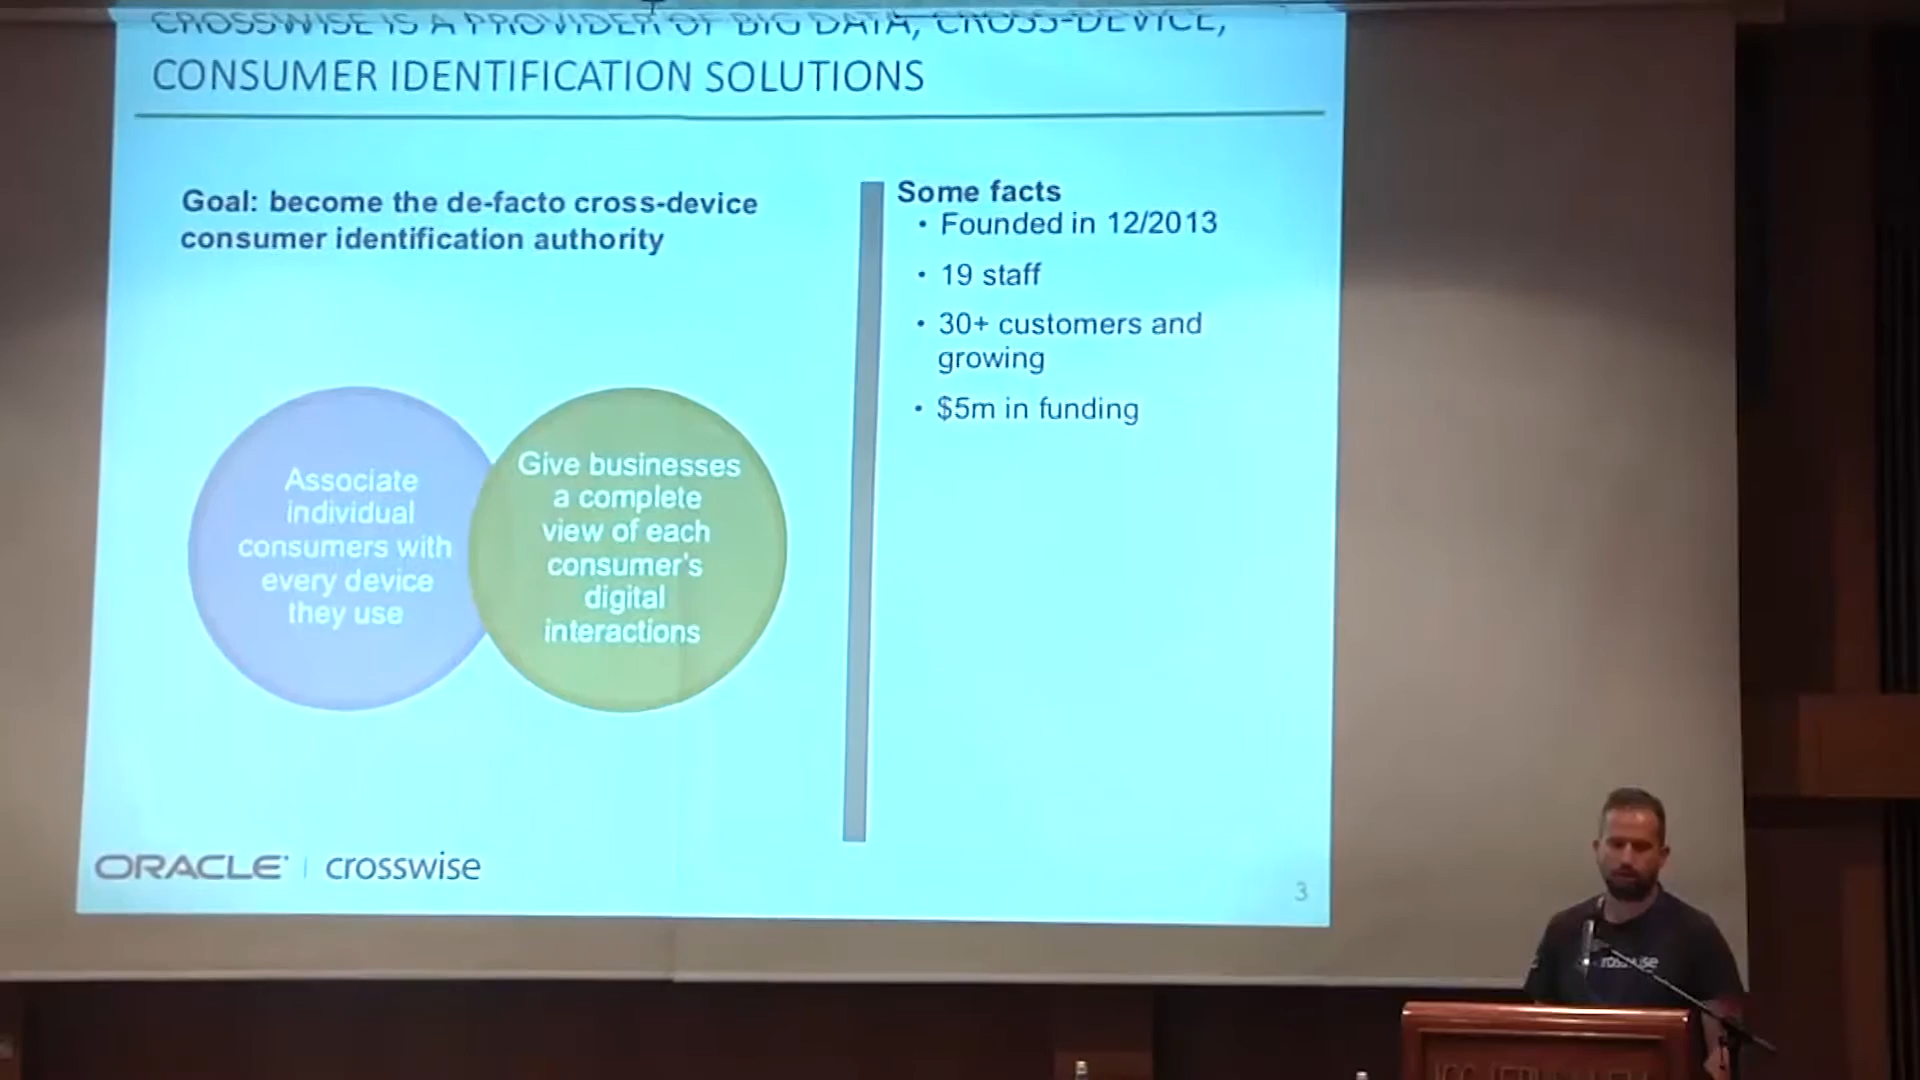 CROSSWISE IS A PROVIDER OF BIG DATA, CROSS-DEVICE,
CONSUMER IDENTIFICATION SOLUTIONS
Goal: become the de-facto cross-device
consumer identification authority
Associate
individual
consumers with
every device
they use
Give businesses
a complete
view of each
consumer's
digital
interactions
Some facts
• Founded in 12/2013
• 19 staff
• 30+ customers and
growing
• $5m in funding
ORACLE | crosswise
3